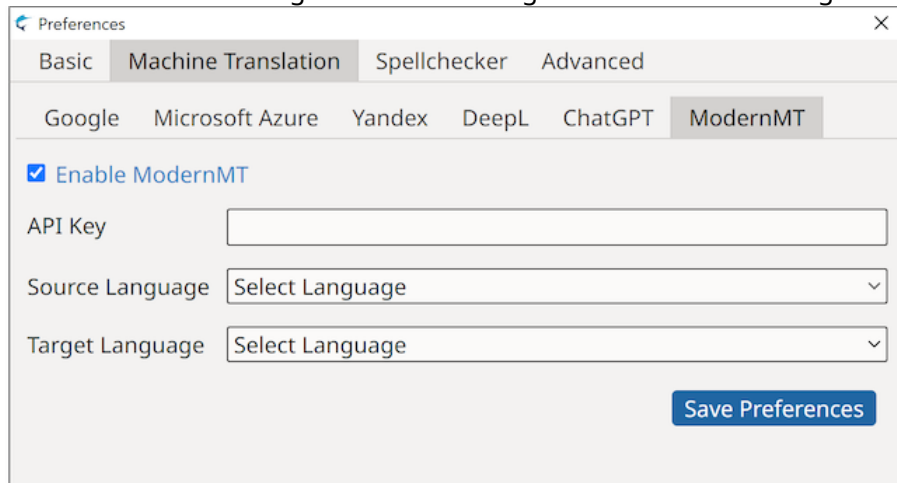 Preferences
Basic Machine Translation Spellchecker Advanced
Google Microsoft Azure Yandex DeepL ChatGPT ModernMT
Enable ModernMT
API Key
Source Language Select Language
Target Language Select Language
Save Preferences